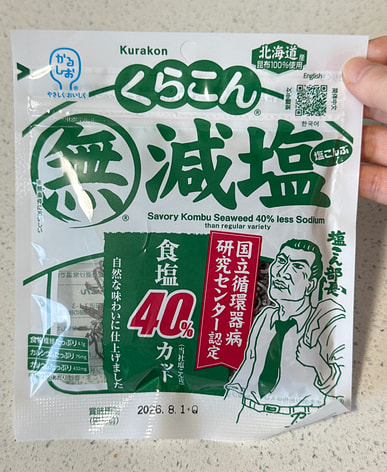 かるしお®
やさしくおいしく
Kurakon
北海道産
昆布100%使用
English
한국어
くらこん®
無®減塩
塩こんぶ
Savory Kombu Seaweed 40% less Sodium
than regular variety
塩こん部長®
国立循環器病
研究センター認定
食塩
40%
カット
自然な味わいに仕上げました
2026. 8. 1・Q